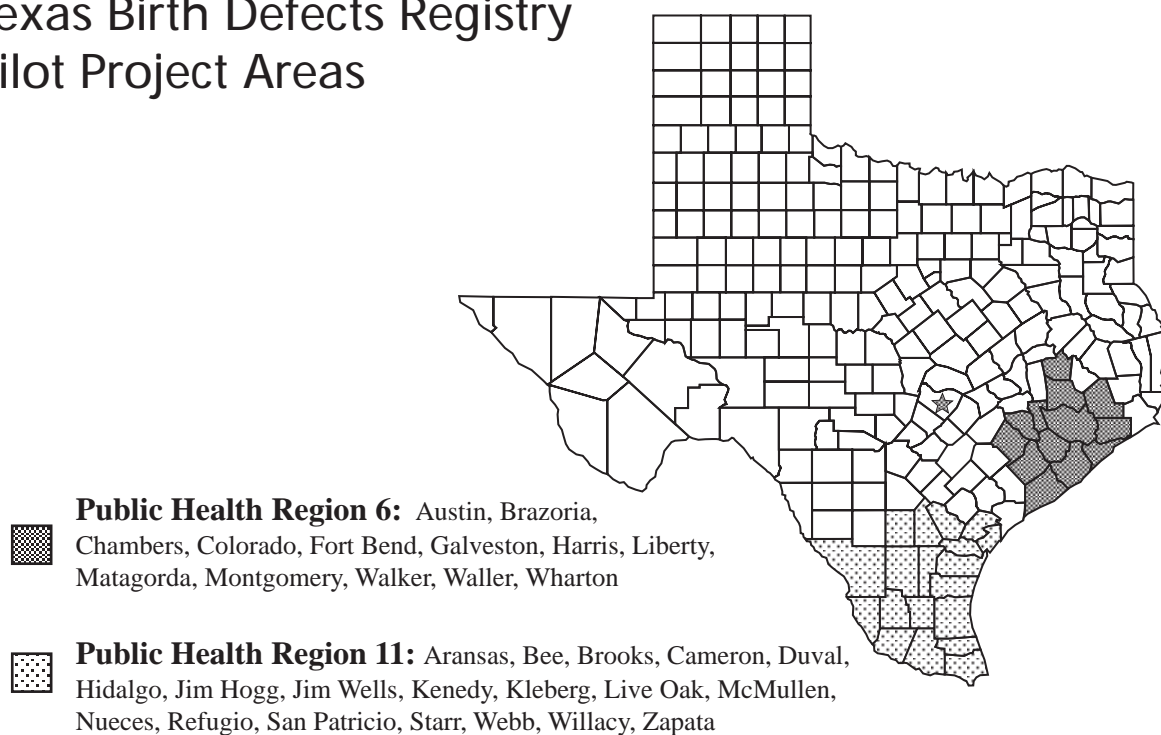 exas Birth Defects Registry
ilot Project Areas
Public Health Region 6: Austin, Brazoria,
Chambers, Colorado, Fort Bend, Galveston, Harris, Liberty,
Matagorda, Montgomery, Walker, Waller, Wharton
Public Health Region 11: Aransas, Bee, Brooks, Cameron, Duval,
Hidalgo, Jim Hogg, Jim Wells, Kenedy, Kleberg, Live Oak, McMullen,
Nueces, Refugio, San Patricio, Starr, Webb, Willacy, Zapata